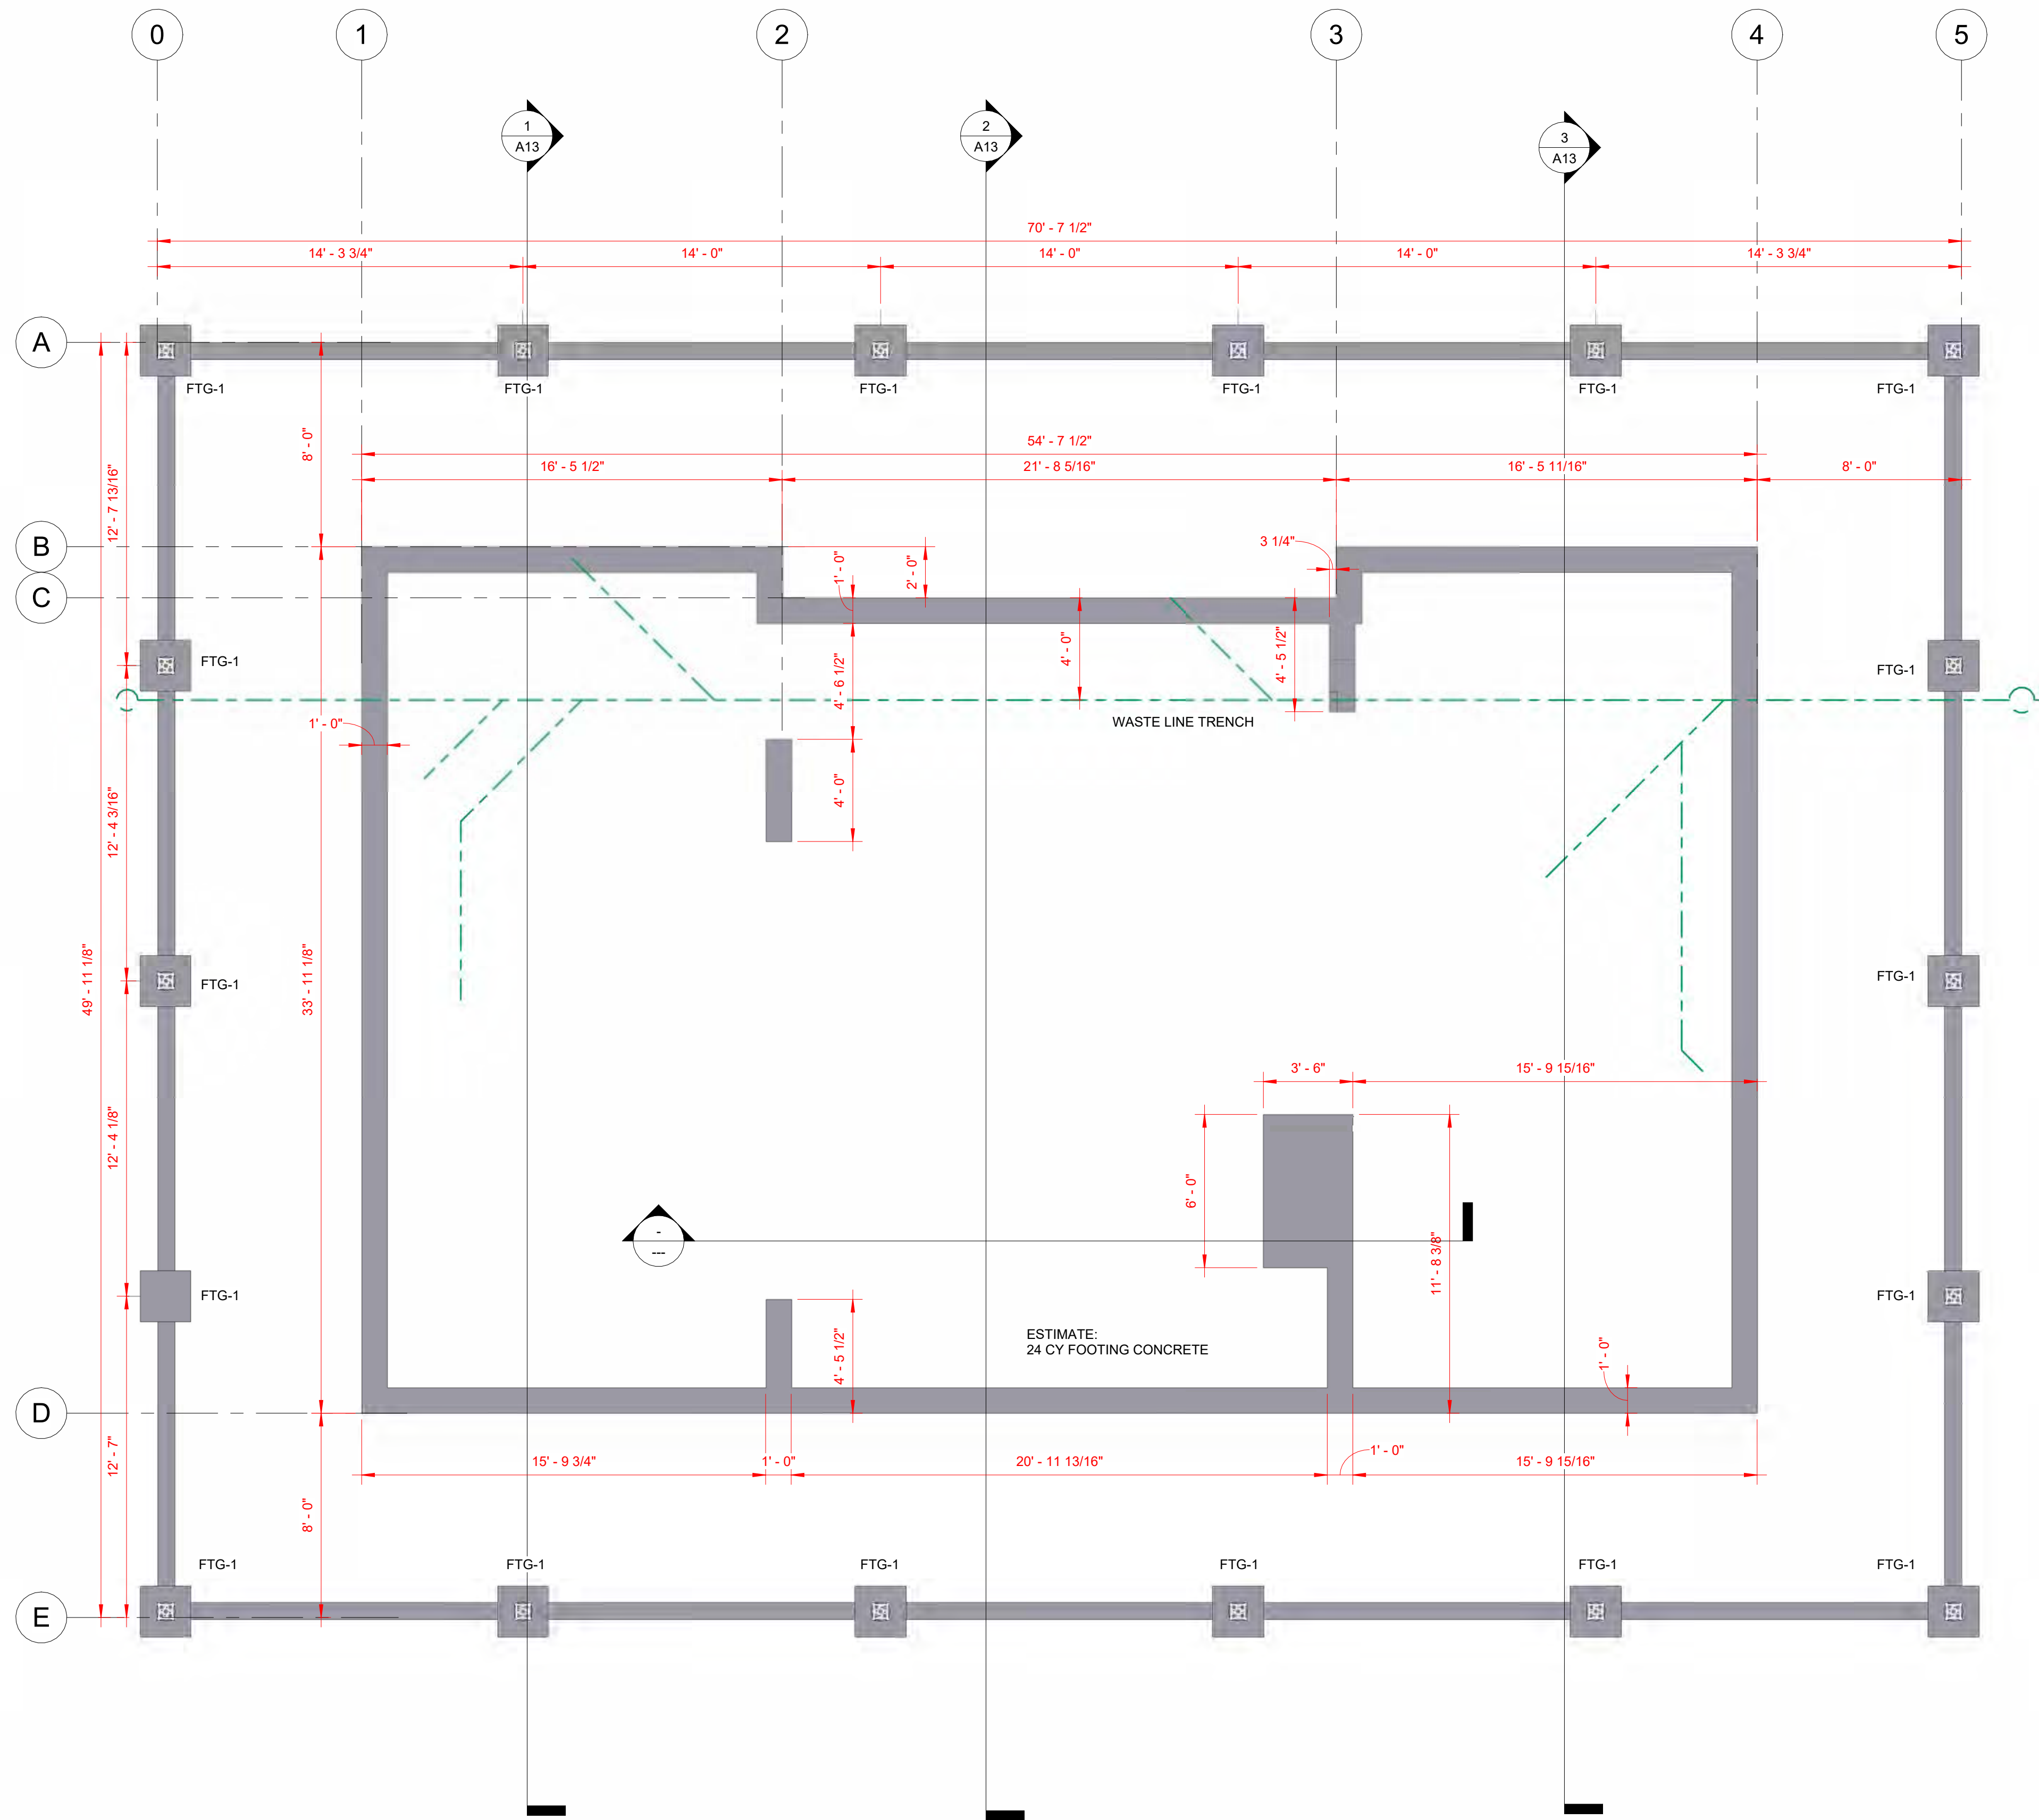 0 1 2 3 4 5
1
A13
2
A13
3
A13
70' - 7 1/2"
14' - 3 3/4" 14' - 0" 14' - 0" 14' - 0" 14' - 3 3/4"
A
FTG-1 FTG-1 FTG-1 FTG-1 FTG-1 FTG-1
8' - 0"
54' - 7 1/2"
16' - 5 1/2" 21' - 8 5/16" 16' - 5 11/16" 8' - 0"
12' - 7 13/16"
B
3 1/4"
1' - 0"
2' - 0"
C
4' - 0"
4' - 5 1/2"
4' - 6 1/2"
FTG-1
FTG-1
1' - 0"
WASTE LINE TRENCH
4' - 0"
12' - 4 3/16"
49' - 11 1/8"
33' - 11 1/8"
FTG-1
FTG-1
3' - 6" 15' - 9 15/16"
12' - 4 1/8"
6' - 0"
11' - 8 3/8"
-
---
FTG-1
FTG-1
ESTIMATE:
24 CY FOOTING CONCRETE
4' - 5 1/2"
1' - 0"
D
12' - 7"
15' - 9 3/4" 1' - 0" 20' - 11 13/16" 1' - 0" 15' - 9 15/16"
8' - 0"
FTG-1 FTG-1 FTG-1 FTG-1 FTG-1 FTG-1
E